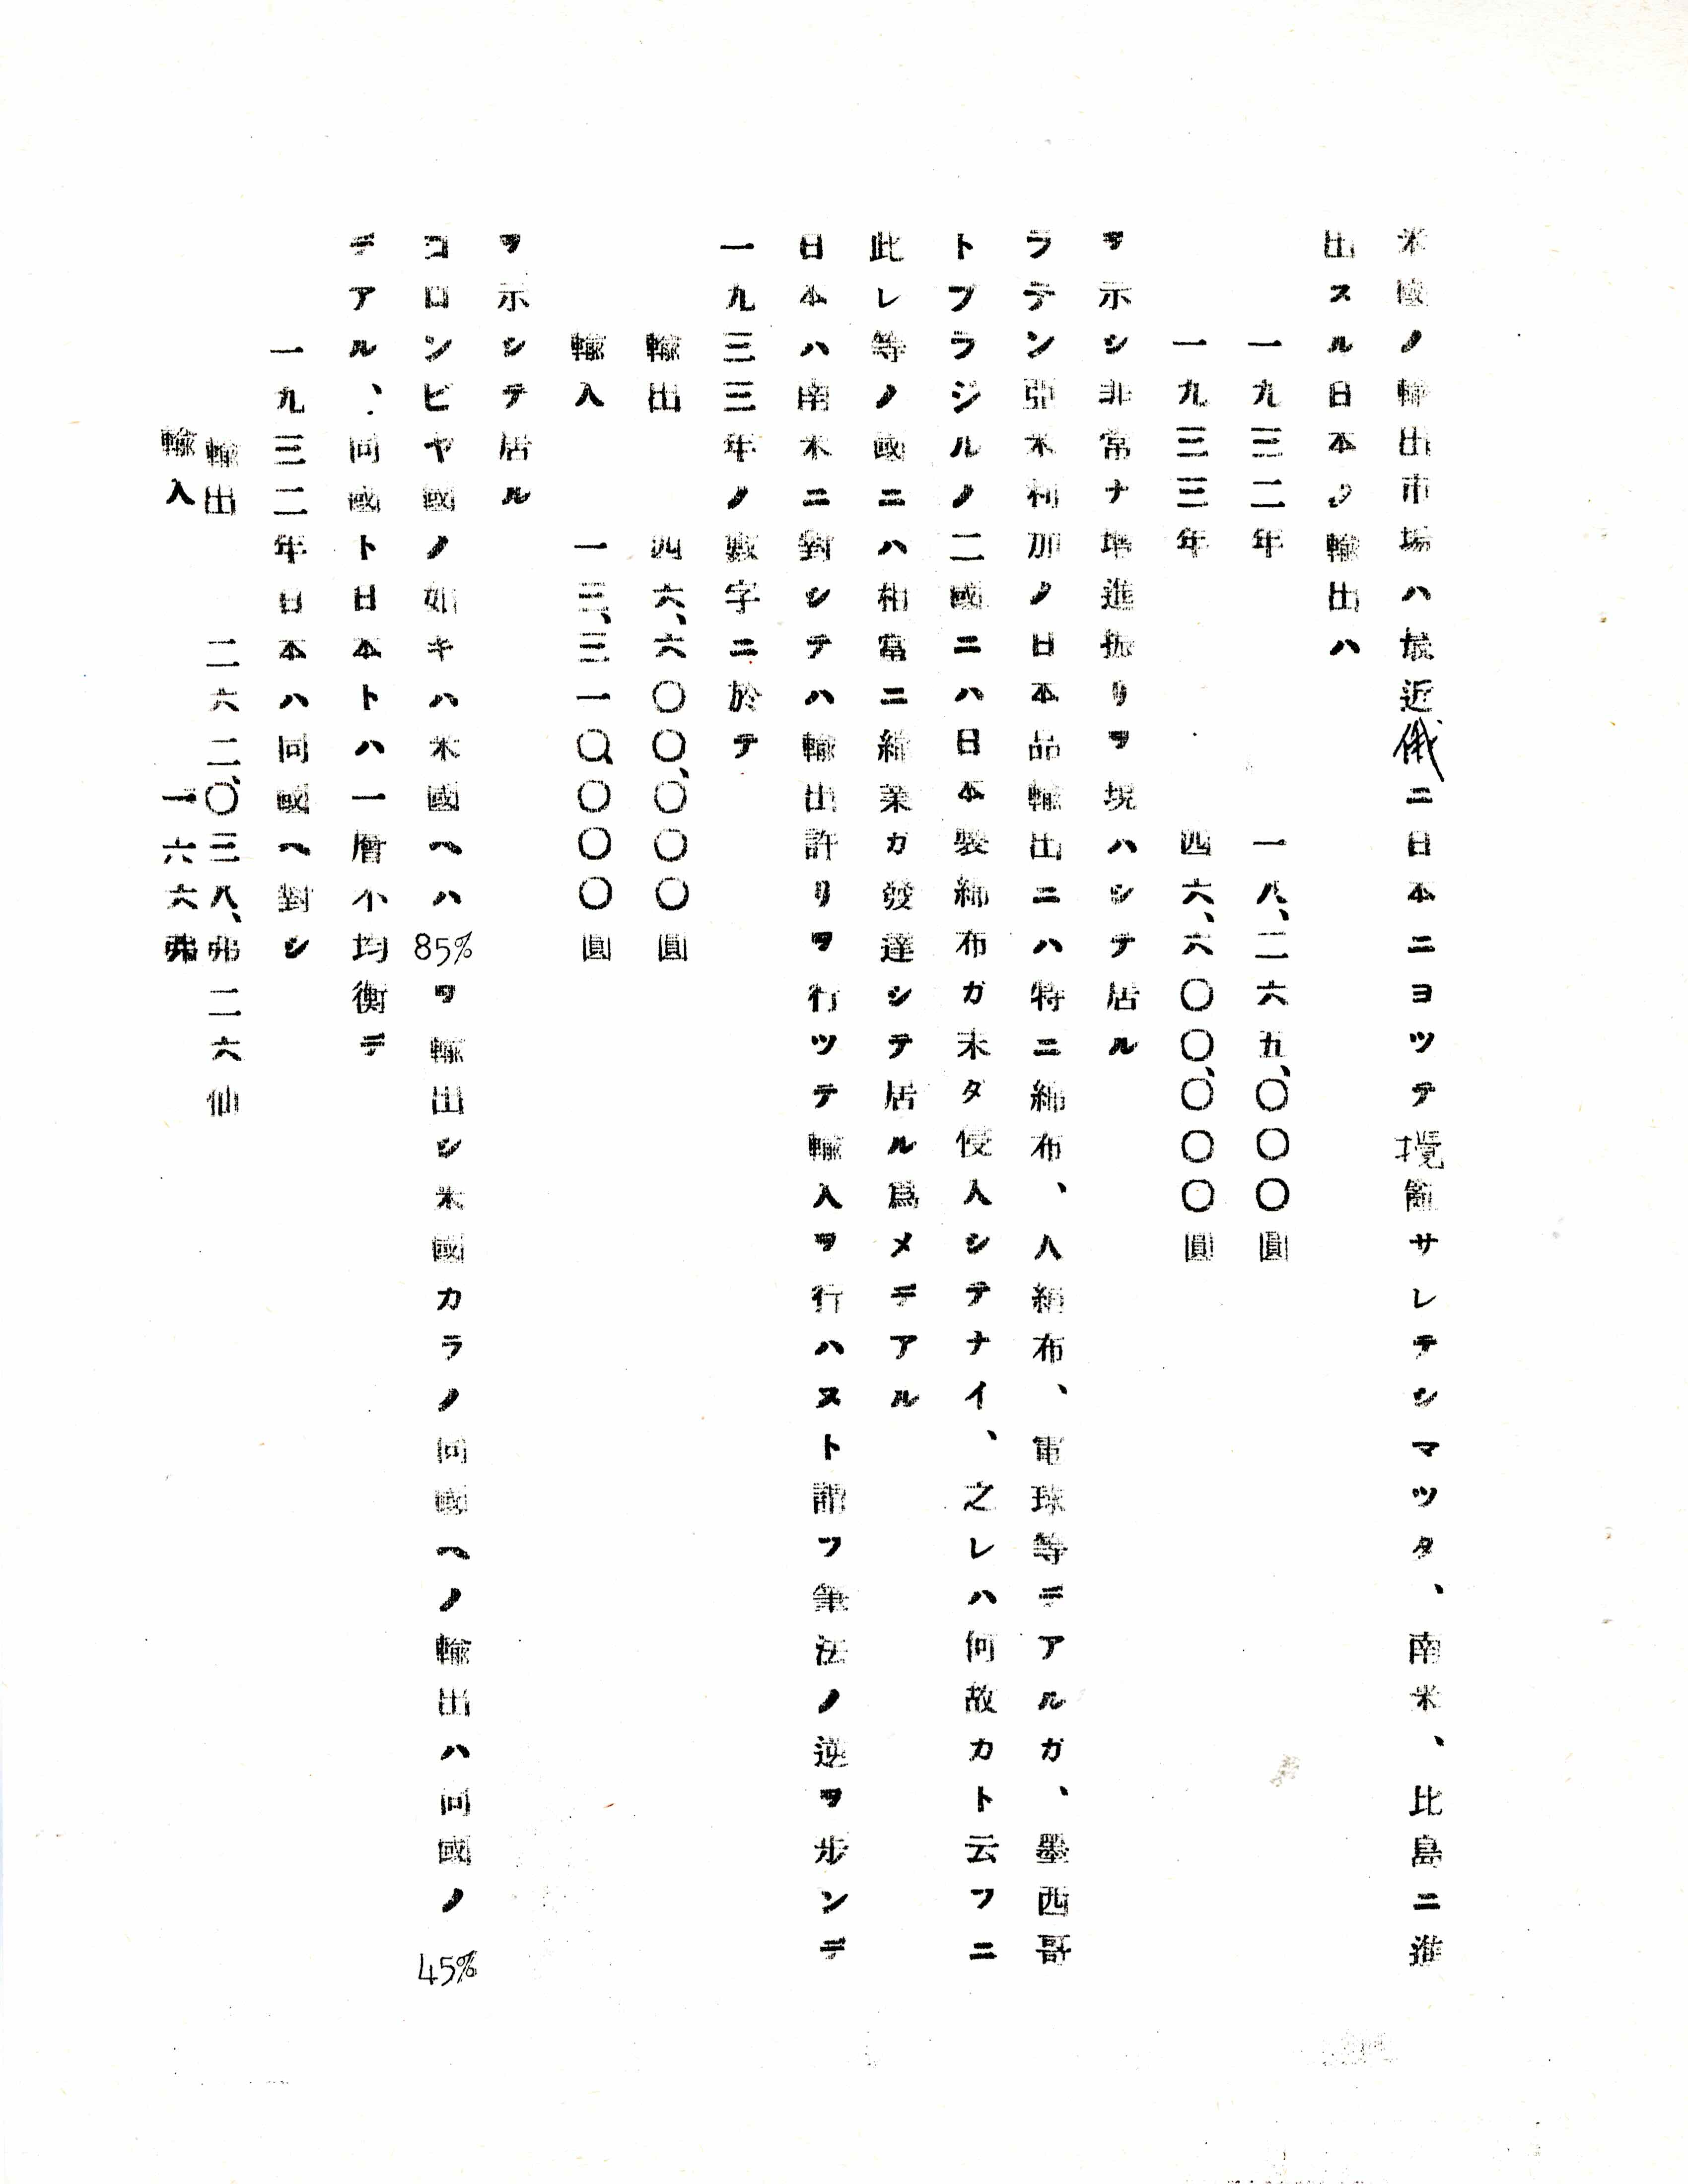 米國ノ輸出市場ハ最近俄ニ日本ニヨツテ攪亂サレテシマツタ、南米、比島ニ進
出スル日本ノ輸出ハ
一九三二年 一八、二六五、〇〇〇圓
一九三三年 四六、六〇〇、〇〇〇圓
ヲ示シ非常ナ増進振リヲ現ハシテ居ル
ラテン亞米利加ノ日本品輸出ニハ特ニ綿布、人絹布、電球等デアルガ、墨西哥
トブラジルノ二國ニハ日本製綿布ガ未ダ侵入シテナイ、之レハ何故カト云フニ
此レ等ノ國ニハ相當ニ綿業ガ發達シテ居ル爲メデアル
日本ハ南米ニ對シテハ輸出許リヲ行ツテ輸入ヲ行ハヌト謂フ筆法ノ逆ヲ歩ンデ
一九三三年ノ數字ニ於テ
輸出 四六、六〇〇、〇〇〇圓
輸入 一三、三一〇、〇〇〇圓
ヲ示シテ居ル
コロンビヤ國ノ如キハ米國ヘハ85%ヲ輸出シ米國カラノ同國ヘノ輸出ハ同國ノ45%
デアル、同國ト日本トハ一層不均衡デ
一九三二年日本ハ同國ヘ對シ
輸出 二六二、〇三八、弗二六仙
輸入 一六六弗